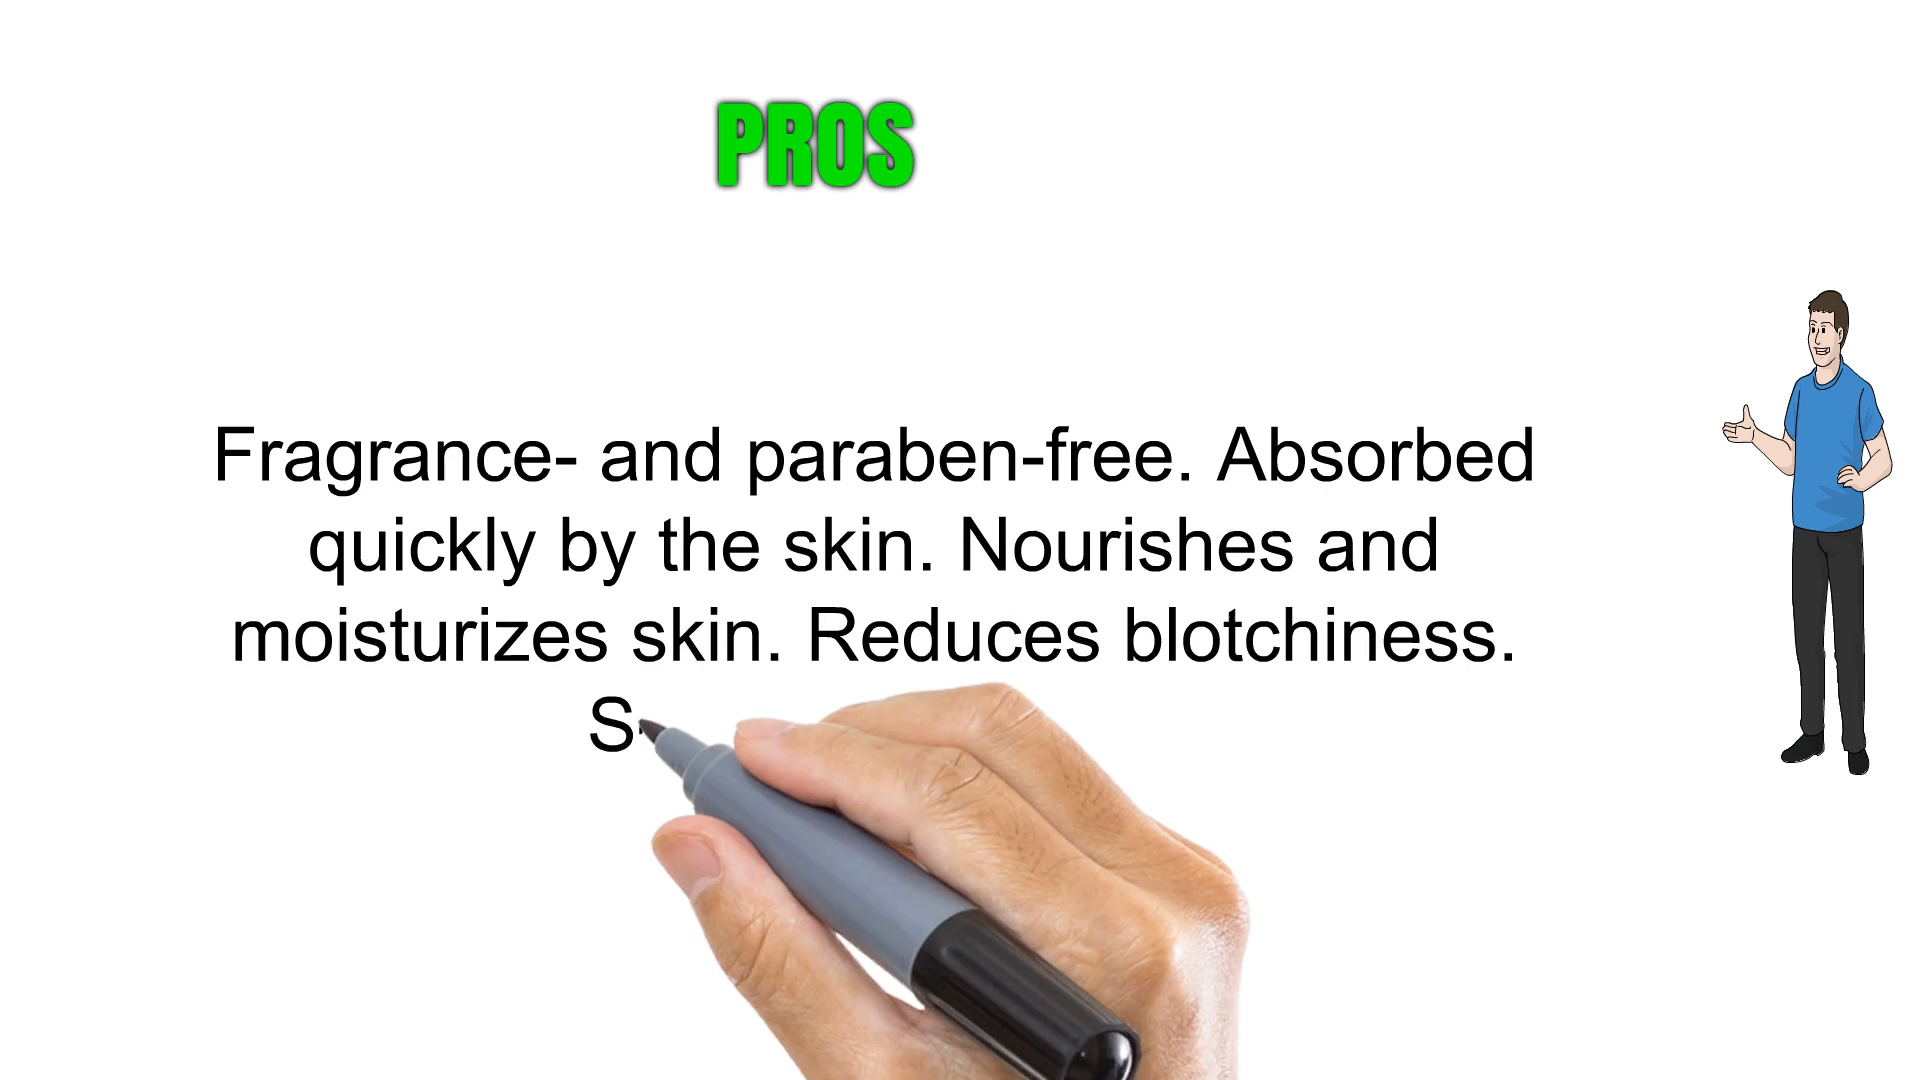 PROS
Fragrance- and paraben-free. Absorbed
quickly by the skin. Nourishes and
moisturizes skin. Reduces blotchiness.
S